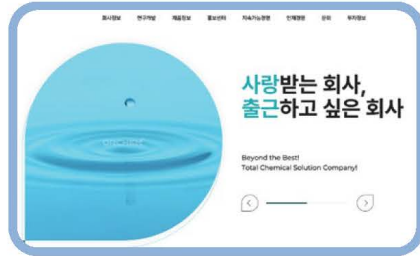 회사정보 연구개발 제품정보 홍보센터 지속가능경영 인재경영 문의 투자정보
사랑받는 회사,
출근하고 싶은 회사
Beyond the Best!
Total Chemical Solution Company!